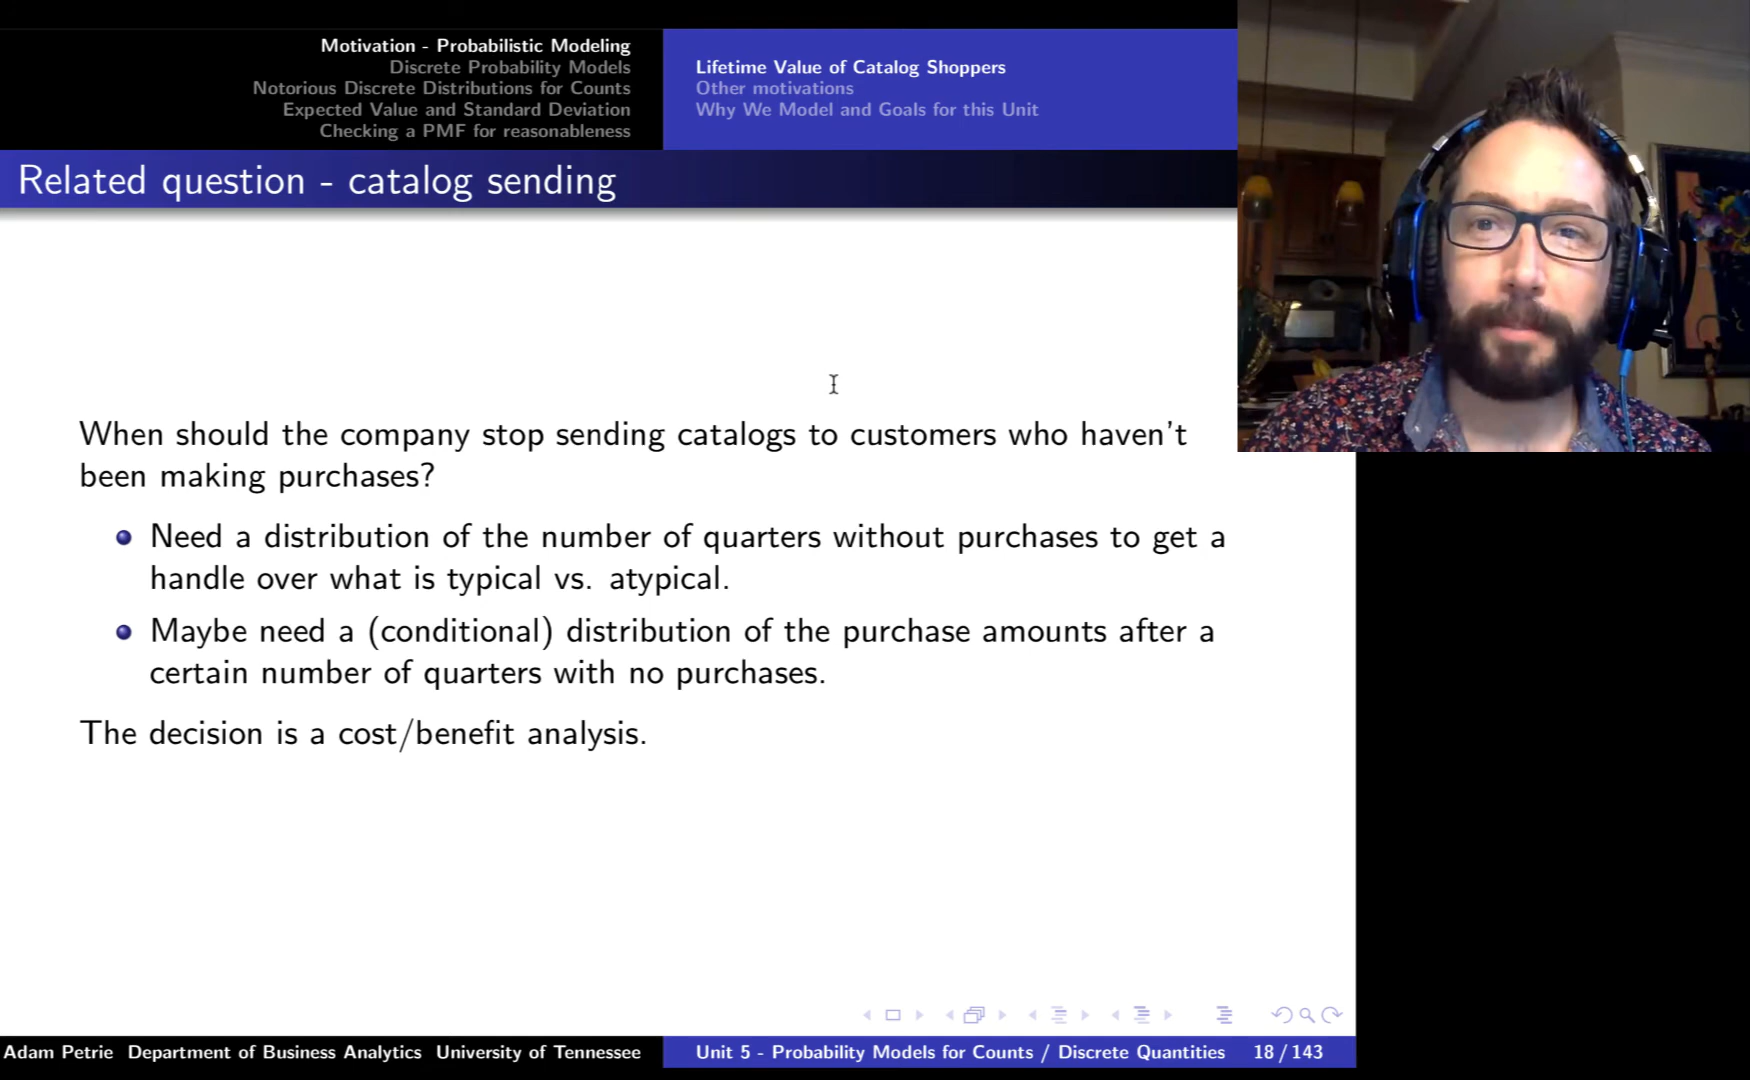 Motivation - Probabilistic Modeling
Discrete Probability Models
Notorious Discrete Distributions for Counts
Expected Value and Standard Deviation
Checking a PMF for reasonableness
Lifetime Value of Catalog Shoppers
Other motivations
Why We Model and Goals for this Unit
Related question - catalog sending
When should the company stop sending catalogs to customers who haven't
been making purchases?
Need a distribution of the number of quarters without purchases to get a
handle over what is typical vs. atypical.
Maybe need a (conditional) distribution of the purchase amounts after a
certain number of quarters with no purchases.
The decision is a cost/benefit analysis.
Adam Petrie Department of Business Analytics University of Tennessee
Unit 5 - Probability Models for Counts / Discrete Quantities 18 / 143